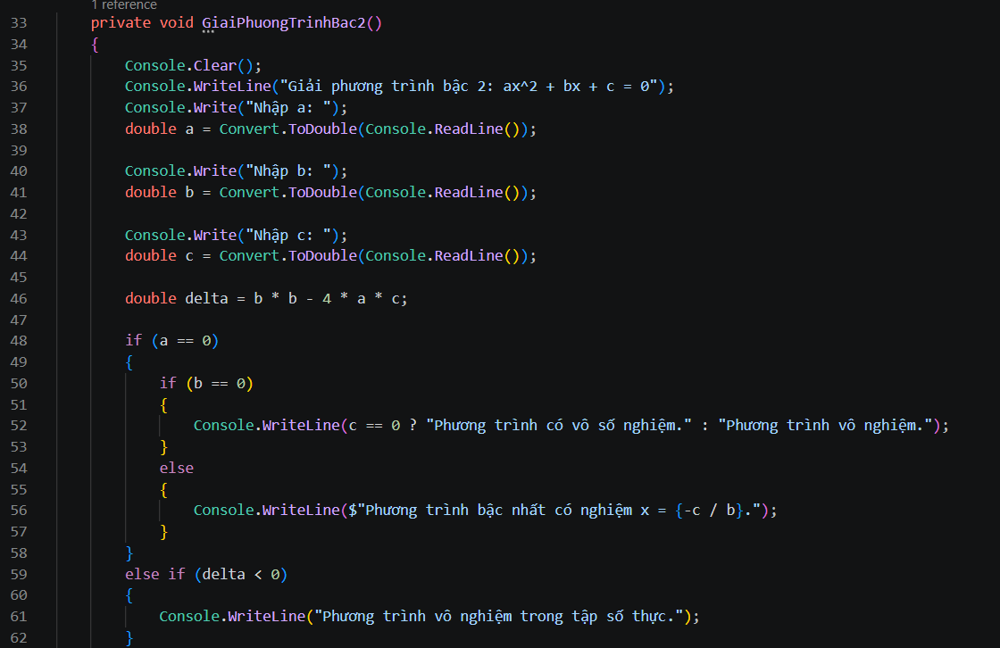 1 reference
33 private void GiaiPhuongTrinhBac2()
34 {
35 Console.Clear();
36 Console.WriteLine("Giải phương trình bậc 2: ax^2 + bx + c = 0");
37 Console.Write("Nhập a: ");
38 double a = Convert.ToDouble(Console.ReadLine());
39
40 Console.Write("Nhập b: ");
41 double b = Convert.ToDouble(Console.ReadLine());
42
43 Console.Write("Nhập c: ");
44 double c = Convert.ToDouble(Console.ReadLine());
45
46 double delta = b * b - 4 * a * c;
47
48 if (a == 0)
49 {
50 if (b == 0)
51 {
52 Console.WriteLine(c == 0 ? "Phương trình có vô số nghiệm." : "Phương trình vô nghiệm.");
53 }
54 else
55 {
56 Console.WriteLine($"Phương trình bậc nhất có nghiệm x = {-c / b}.");
57 }
58 }
59 else if (delta < 0)
60 {
61 Console.WriteLine("Phương trình vô nghiệm trong tập số thực.");
62 }